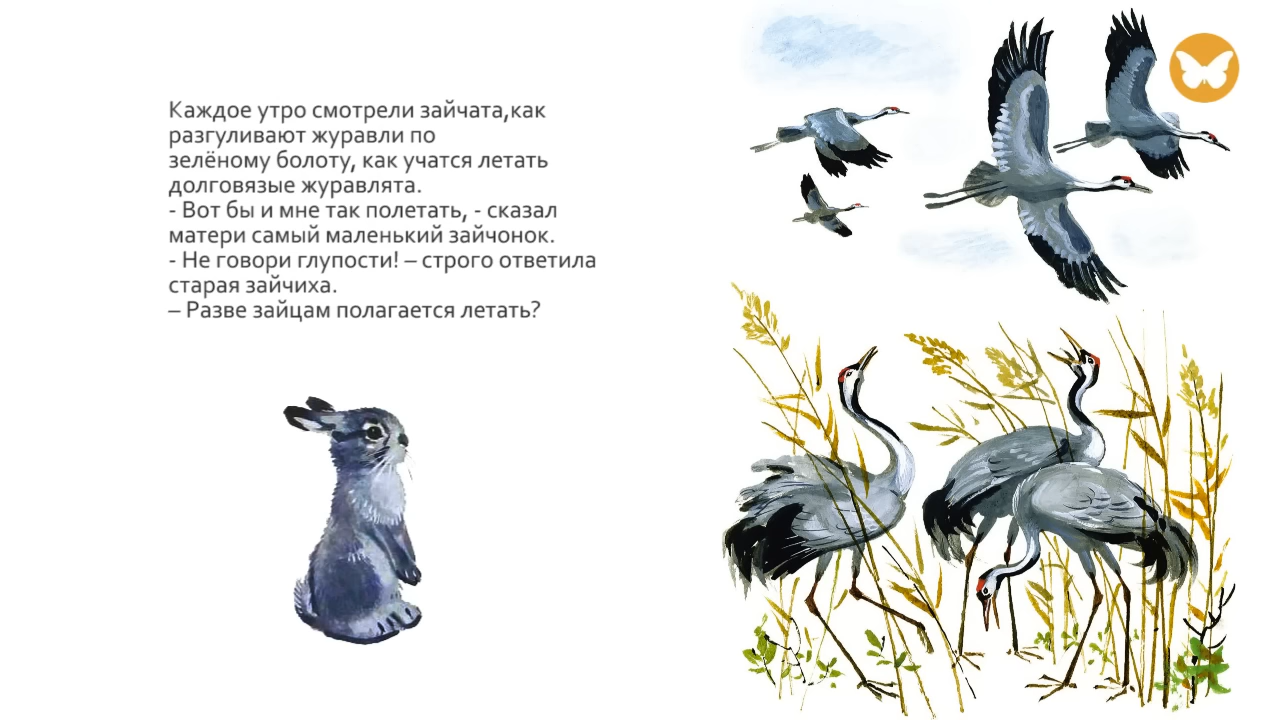 Каждое утро смотрели зайчата,как
разгуливают журавли по
зелёному болоту, как учатся летать
долговязые журавлята.
- Вот бы и мне так полетать, - сказал
матери самый маленький зайчонок.
- Не говори глупости! – строго ответила
старая зайчиха.
– Разве зайцам полагается летать?